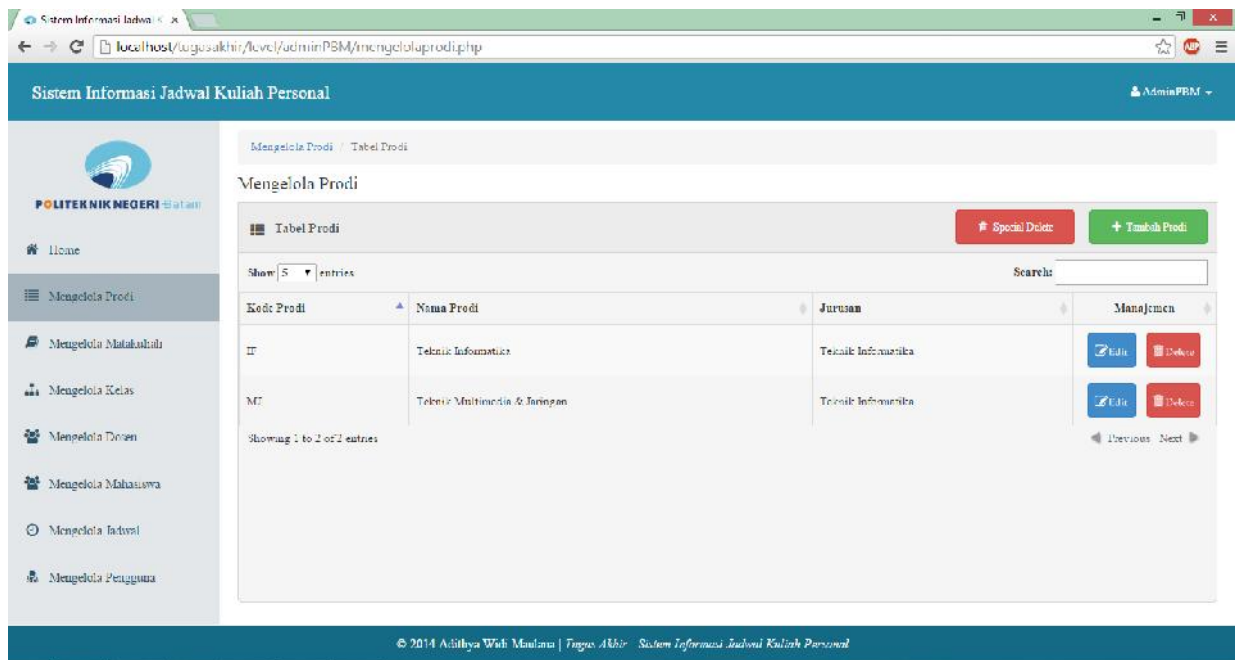 Sistem Informasi Jadwal K
localhost/tugasakhir/level/adminPBM/mengelolaprodi.php
ABP
Sistem Informasi Jadwal Kuliah Personal
AdminPBM
POLITEKNIK NEGERI Batam
Mengelola Prodi / Tabel Prodi
Mengelola Prodi
Home
Mengelola Prodi
Mengelola Matakuliah
Mengelola Kelas
Mengelola Dosen
Mengelola Mahasiswa
Mengelola Jadwal
Mengelola Pengguna
Tabel Prodi
Special Delete
Tambah Prodi
Show 5 entries
Search:
Kode Prodi Nama Prodi Jurusan Manajemen
IF Teknik Informatika Teknik Informatika Edit Delete
MJ Teknik Multimedia & Jaringan Teknik Informatika Edit Delete
Showing 1 to 2 of 2 entries
Previous Next
© 2014 Adithya Widi Maulana | Tugas Akhir Sistem Informasi Jadwal Kuliah Personal